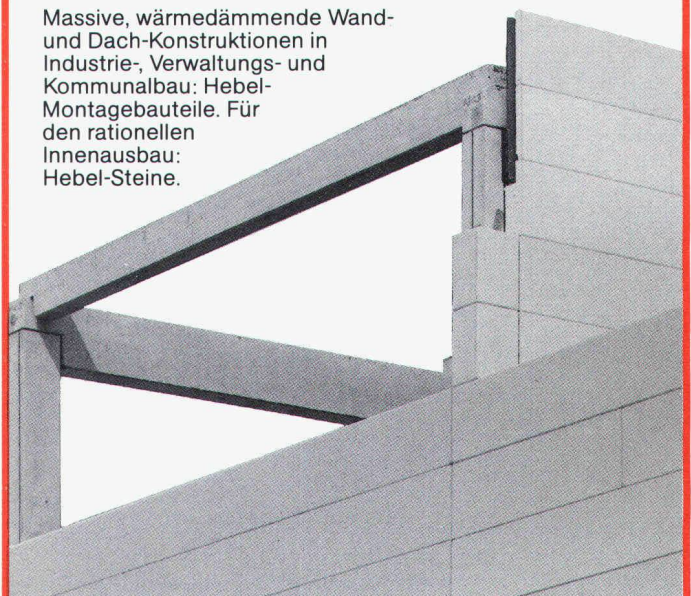 Massive, wärmedämmende Wand-
und Dach-Konstruktionen in
Industrie-, Verwaltungs- und
Kommunalbau: Hebel-
Montagebauteile. Für
den rationellen
Innenausbau:
Hebel-Steine.